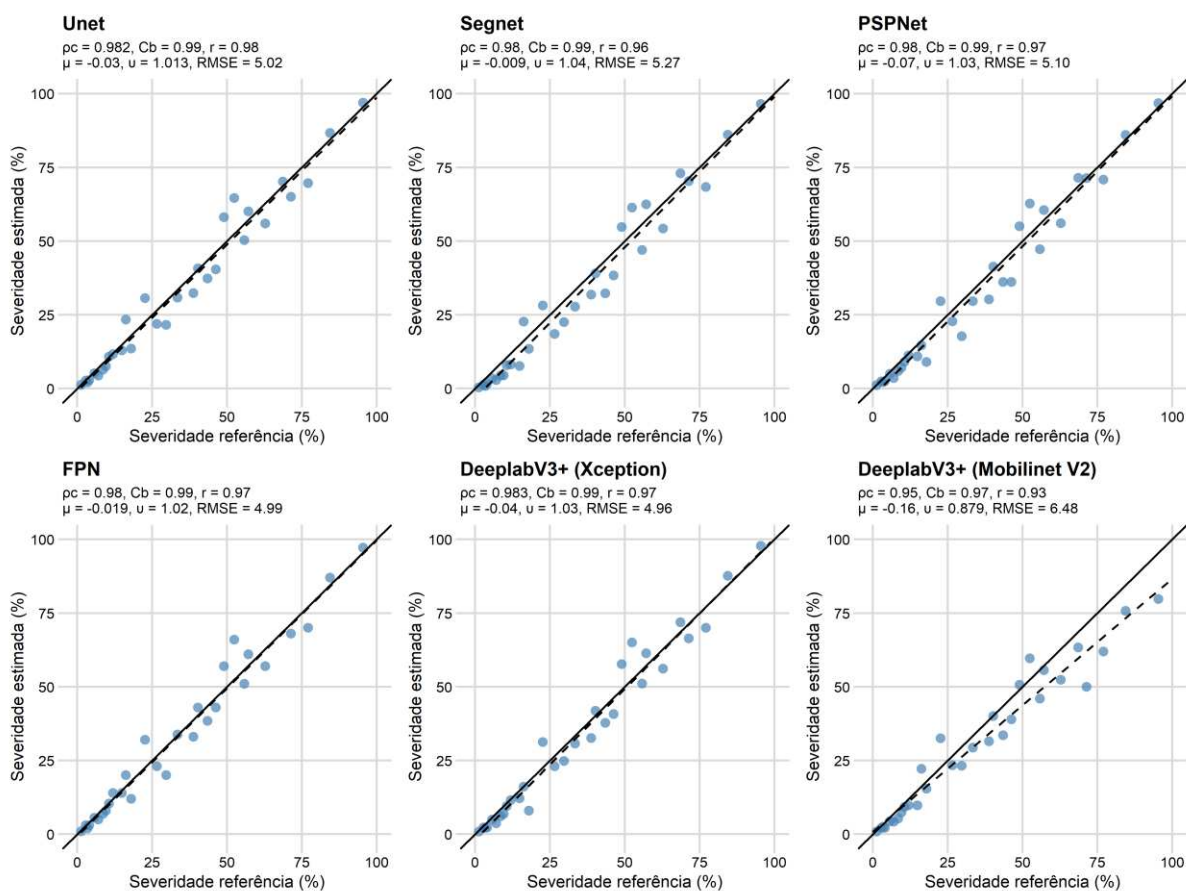 Unet
ρc = 0.982, Cb = 0.99, r = 0.98
μ = -0.03, υ = 1.013, RMSE = 5.02
100
75
50
25
0
Severidade estimada (%)
0 25 50 75 100
Severidade referência (%)
Segnet
ρc = 0.98, Cb = 0.99, r = 0.96
μ = -0.009, υ = 1.04, RMSE = 5.27
100
75
50
25
0
Severidade estimada (%)
0 25 50 75 100
Severidade referência (%)
PSPNet
ρc = 0.98, Cb = 0.99, r = 0.97
μ = -0.07, υ = 1.03, RMSE = 5.10
100
75
50
25
0
Severidade estimada (%)
0 25 50 75 100
Severidade referência (%)
FPN
ρc = 0.98, Cb = 0.99, r = 0.97
μ = -0.019, υ = 1.02, RMSE = 4.99
100
75
50
25
0
Severidade estimada (%)
0 25 50 75 100
Severidade referência (%)
DeeplabV3+ (Xception)
ρc = 0.983, Cb = 0.99, r = 0.97
μ = -0.04, υ = 1.03, RMSE = 4.96
100
75
50
25
0
Severidade estimada (%)
0 25 50 75 100
Severidade referência (%)
DeeplabV3+ (Mobilinet V2)
ρc = 0.95, Cb = 0.97, r = 0.93
μ = -0.16, υ = 0.879, RMSE = 6.48
100
75
50
25
0
Severidade estimada (%)
0 25 50 75 100
Severidade referência (%)